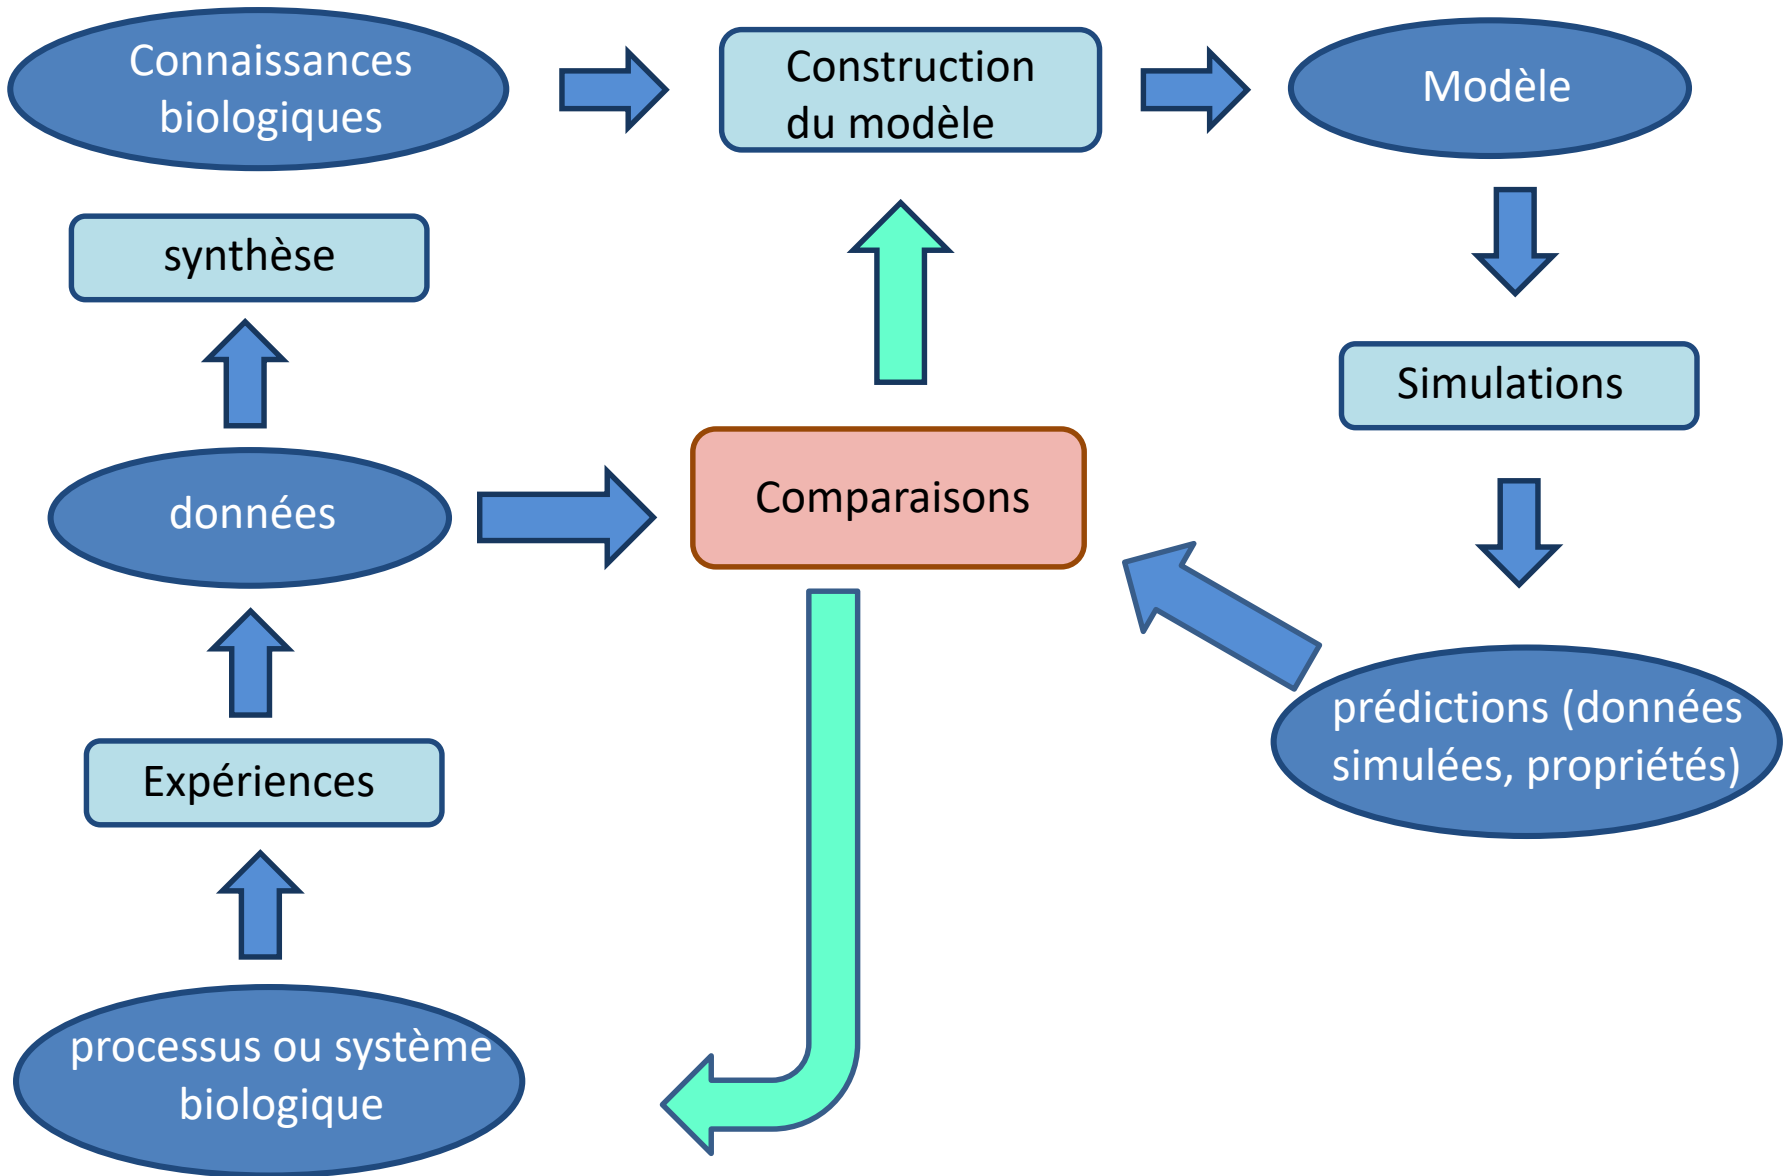 Connaissances
biologiques
Construction
du modèle
Modèle
synthèse
Simulations
données
Comparaisons
prédictions (données
simulées, propriétés)
Expériences
processus ou système
biologique